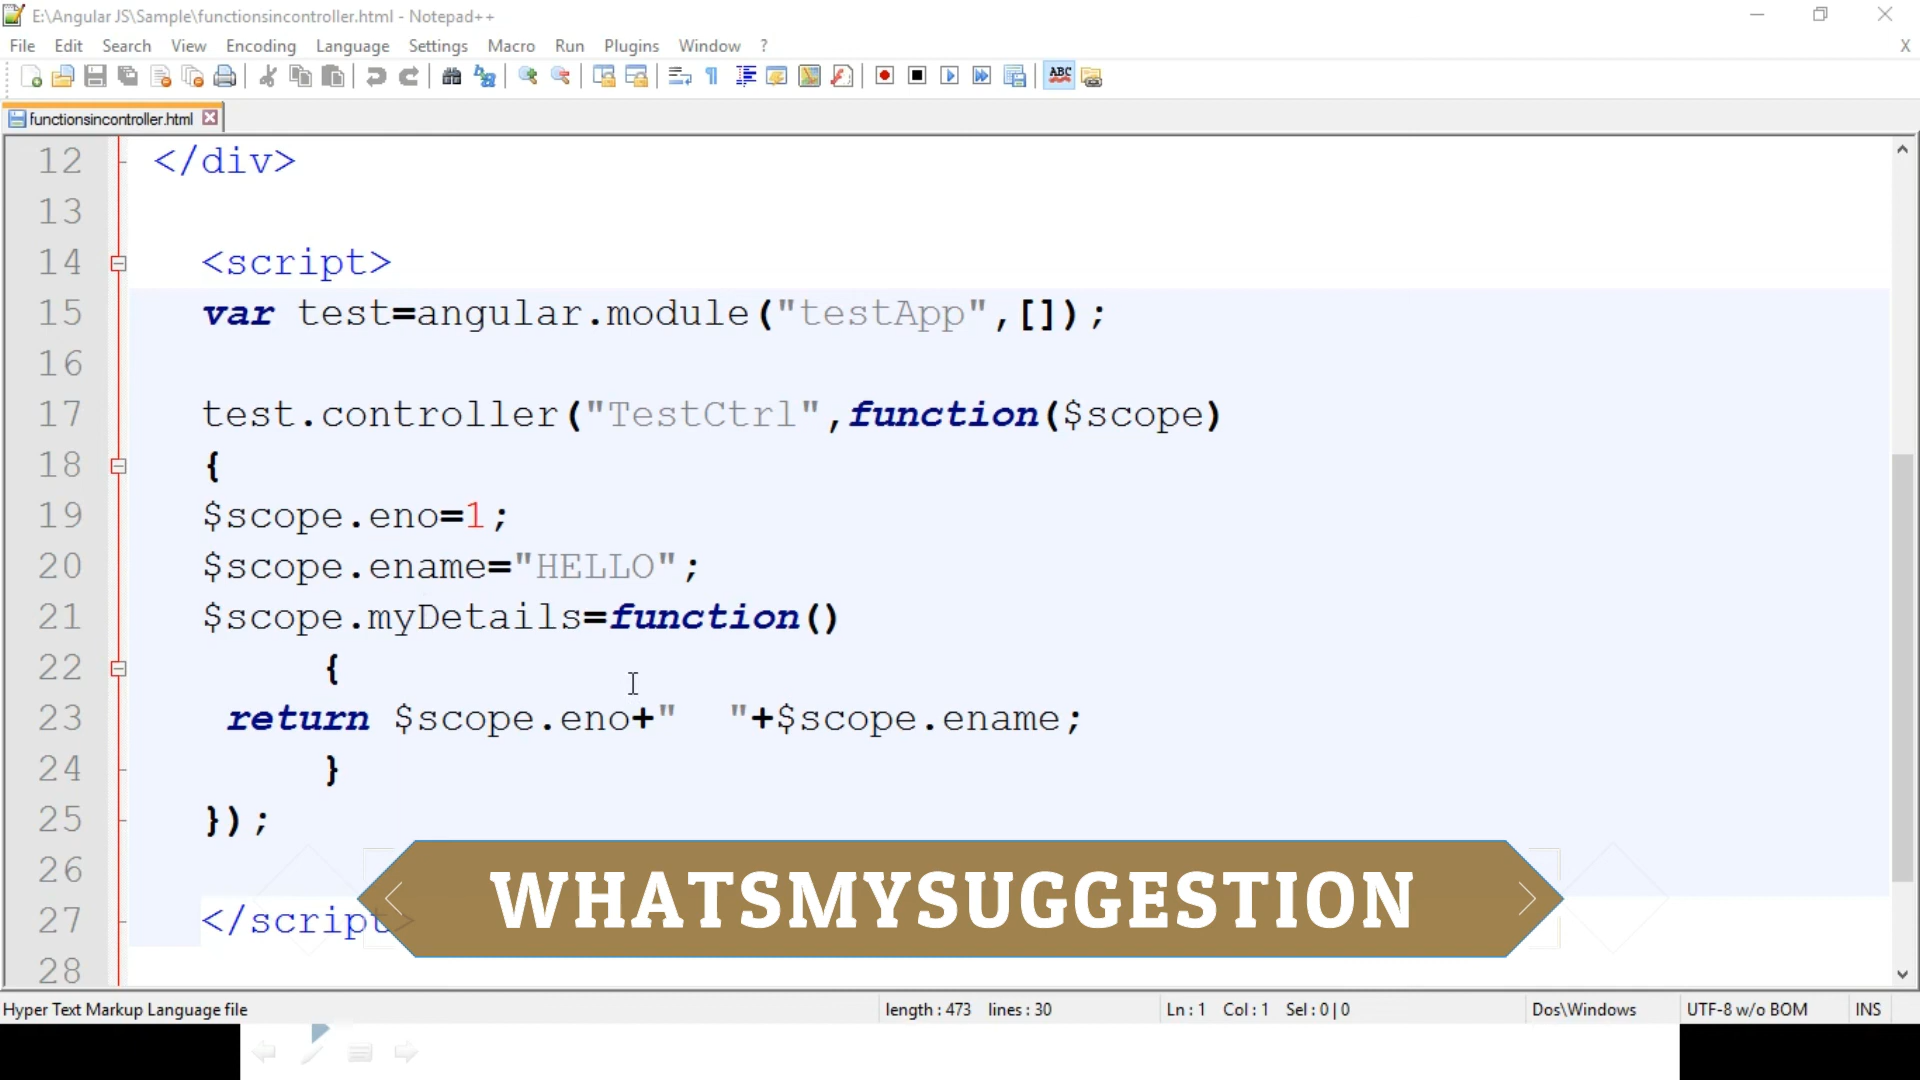 E:\Angular JS\Sample\functionsincontroller.html - Notepad++
File Edit Search View Encoding Language Settings Macro Run Plugins Window ? X
ABC
functionsincontroller.html
12 </div>
13
14 <script>
15 var test=angular.module("testApp",[]);
16
17 test.controller("TestCtrl",function($scope)
18 {
19 $scope.eno=1;
20 $scope.ename="HELLO";
21 $scope.myDetails=function()
22 {
23 return $scope.eno+"  "+$scope.ename;
24 }
25 });
26
27 </script>
28
WHATSMYSUGGESTION
Hyper Text Markup Language file length : 473 lines : 30 Ln : 1 Col : 1 Sel : 0 | 0 Dos\Windows UTF-8 w/o BOM INS